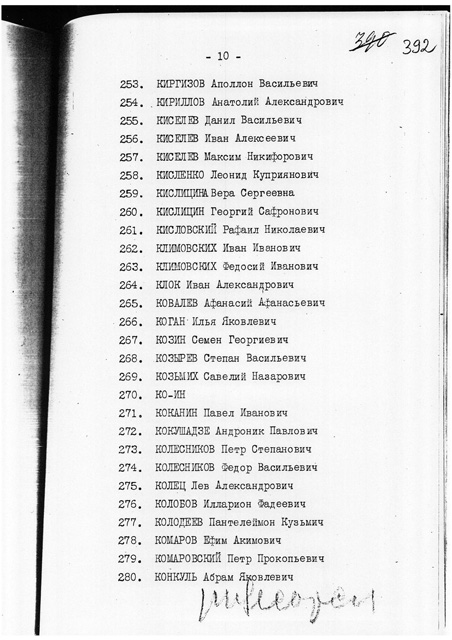 398 392
- 10 -
253. КИРГИЗОВ Аполлон Васильевич
254. КИРИЛЛОВ Анатолий Александрович
255. КИСЕЛЕВ Данил Васильевич
256. КИСЕЛЕВ Иван Алексеевич
257. КИСЕЛЕВ Максим Никифорович
258. КИСЛЕНКО Леонид Куприянович
259. КИСЛИЦИНА Вера Сергеевна
260. КИСЛИЦИН Георгий Сафронович
261. КИСЛОВСКИЙ Рафаил Николаевич
262. КЛИМОВСКИХ Иван Иванович
263. КЛИМОВСКИХ Федосий Иванович
264. КЛОК Иван Александрович
265. КОВАЛЕВ Афанасий Афанасьевич
266. КОГАН Илья Яковлевич
267. КОЗИН Семен Георгиевич
268. КОЗЫРЕВ Степан Васильевич
269. КОЗЬМИХ Савелий Назарович
270. КО-ИН
271. КОКАНИН Павел Иванович
272. КОКУШАДЗЕ Андроник Павлович
273. КОЛЕСНИКОВ Петр Степанович
274. КОЛЕСНИКОВ Федор Васильевич
275. КОЛЕЦ Лев Александрович
276. КОЛОБОВ Илларион Фадеевич
277. КОЛОДЕЕВ Пантелеймон Кузьмич
278. КОМАРОВ Ефим Акимович
279. КОМАРОВСКИЙ Петр Прокопьевич
280. КОНКУЛЬ Абрам Яковлевич